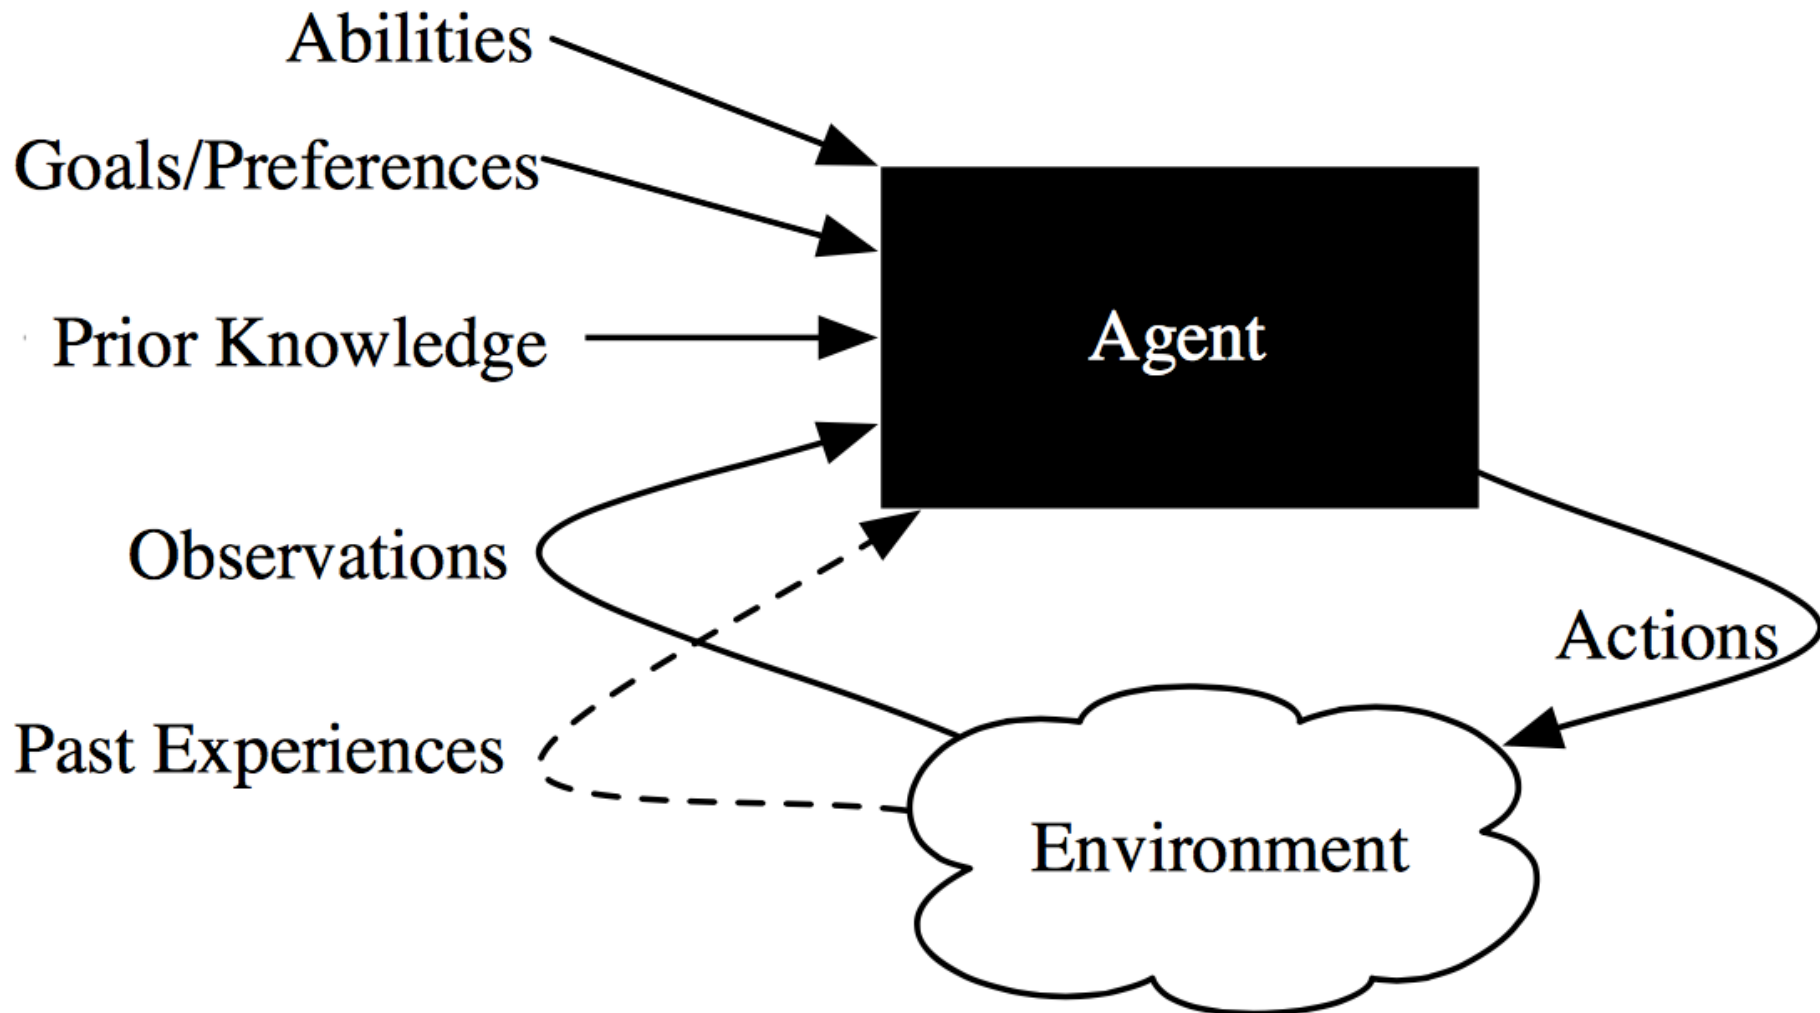 Abilities
Goals/Preferences
Prior Knowledge
Agent
Observations
Actions
Past Experiences
Environment